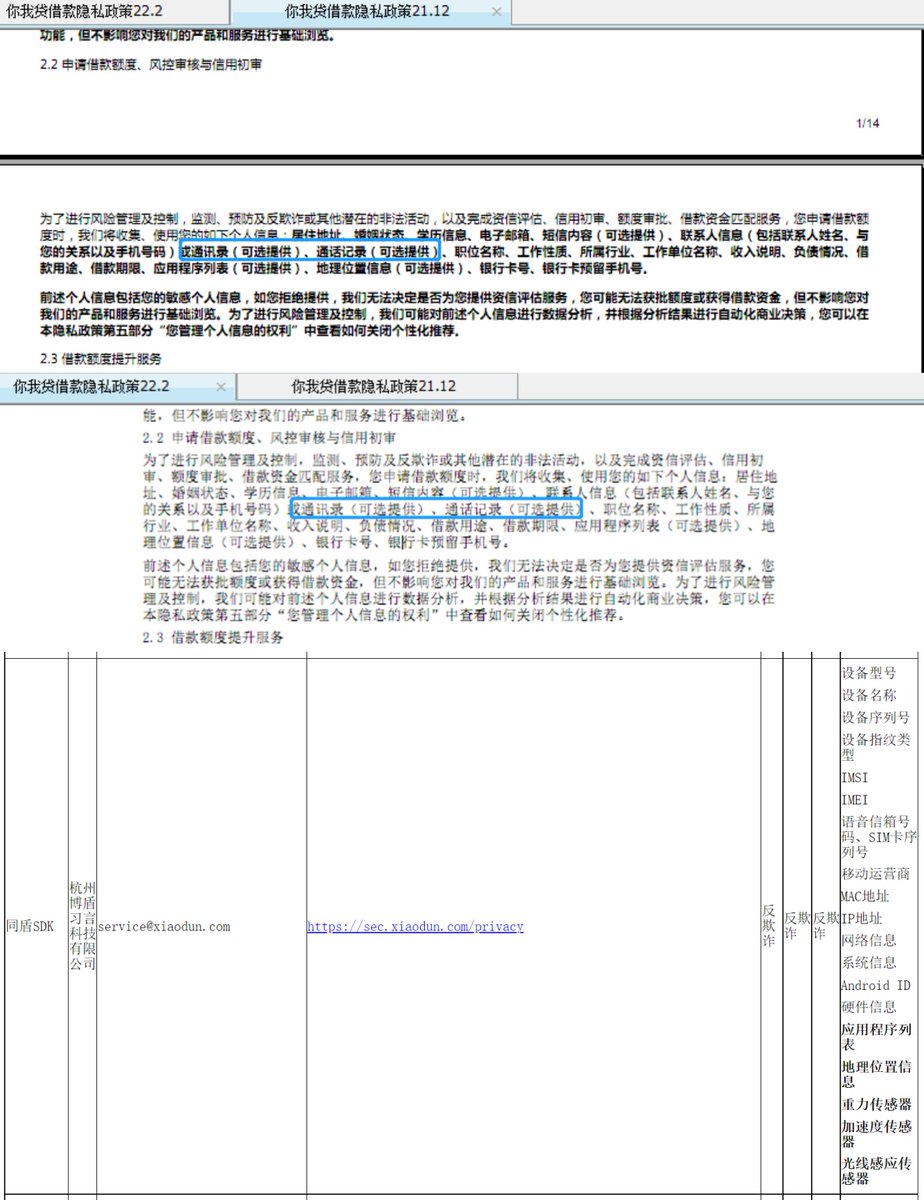 你我贷借款隐私政策22.2 你我贷借款隐私政策21.12 ×
功能，但不影响您对我们的产品和服务进行基础浏览。
2.2 申请借款额度、风控审核与信用初审
1/14
为了进行风险管理及控制，监测、预防及反欺诈或其他潜在的非法活动，以及完成资信评估、信用初审、额度审批、借款资金匹配服务，您申请借款额
度时，我们将收集、使用您的如下个人信息：居住地址、婚姻状态、学历信息、电子邮箱、短信内容（可选提供）、联系人信息（包括联系人姓名、与
您的关系以及手机号码）或通讯录（可选提供）、通话记录（可选提供）、职位名称、工作性质、所属行业、工作单位名称、收入说明、负债情况、借
款用途、借款期限、应用程序列表（可选提供）、地理位置信息（可选提供）、银行卡号、银行卡预留手机号。
前述个人信息包括您的敏感个人信息，如您拒绝提供，我们无法决定是否为您提供资信评估服务，您可能无法获批额度或获得借款资金，但不影响您对
我们的产品和服务进行基础浏览。为了进行风险管理及控制，我们可能对前述个人信息进行数据分析，并根据分析结果进行自动化商业决策，您可以在
本隐私政策第五部分“您管理个人信息的权利”中查看如何关闭个性化推荐。
2.3 借款额度提升服务
你我贷借款隐私政策22.2 × 你我贷借款隐私政策21.12
能，但不影响您对我们的产品和服务进行基础浏览。
2.2 申请借款额度、风控审核与信用初审
为了进行风险管理及控制，监测、预防及反欺诈或其他潜在的非法活动，以及完成资信评估、信用初
审、额度审批、借款资金匹配服务，您申请借款额度时，我们将收集、使用您的如下个人信息：居住地
址、婚姻状态、学历信息、电子邮箱、短信内容（可选提供）、联系人信息（包括联系人姓名、与您
的关系以及手机号码）或通讯录（可选提供）、通话记录（可选提供）、职位名称、工作性质、所属
行业、工作单位名称、收入说明、负债情况、借款用途、借款期限、应用程序列表（可选提供）、地
理位置信息（可选提供）、银行卡号、银行卡预留手机号。
前述个人信息包括您的敏感个人信息，如您拒绝提供，我们无法决定是否为您提供资信评估服务，您
可能无法获批额度或获得借款资金，但不影响您对我们的产品和服务进行基础浏览。为了进行风险管
理及控制，我们可能对前述个人信息进行数据分析，并根据分析结果进行自动化商业决策，您可以在
本隐私政策第五部分“您管理个人信息的权利”中查看如何关闭个性化推荐。
2.3 借款额度提升服务
同盾SDK
杭州
博盾
习言
科技
有限
公司
service@xiaodun.com
https://sec.xiaodun.com/privacy
反
欺
诈
反欺
诈
反欺
诈
设备型号
设备名称
设备序列号
设备指纹类
型
IMSI
IMEI
语音信箱号
码、SIM卡序
列号
移动运营商
MAC地址
IP地址
网络信息
系统信息
Android ID
硬件信息
应用程序列
表
地理位置信
息
重力传感器
加速度传感
器
光线感应传
感器